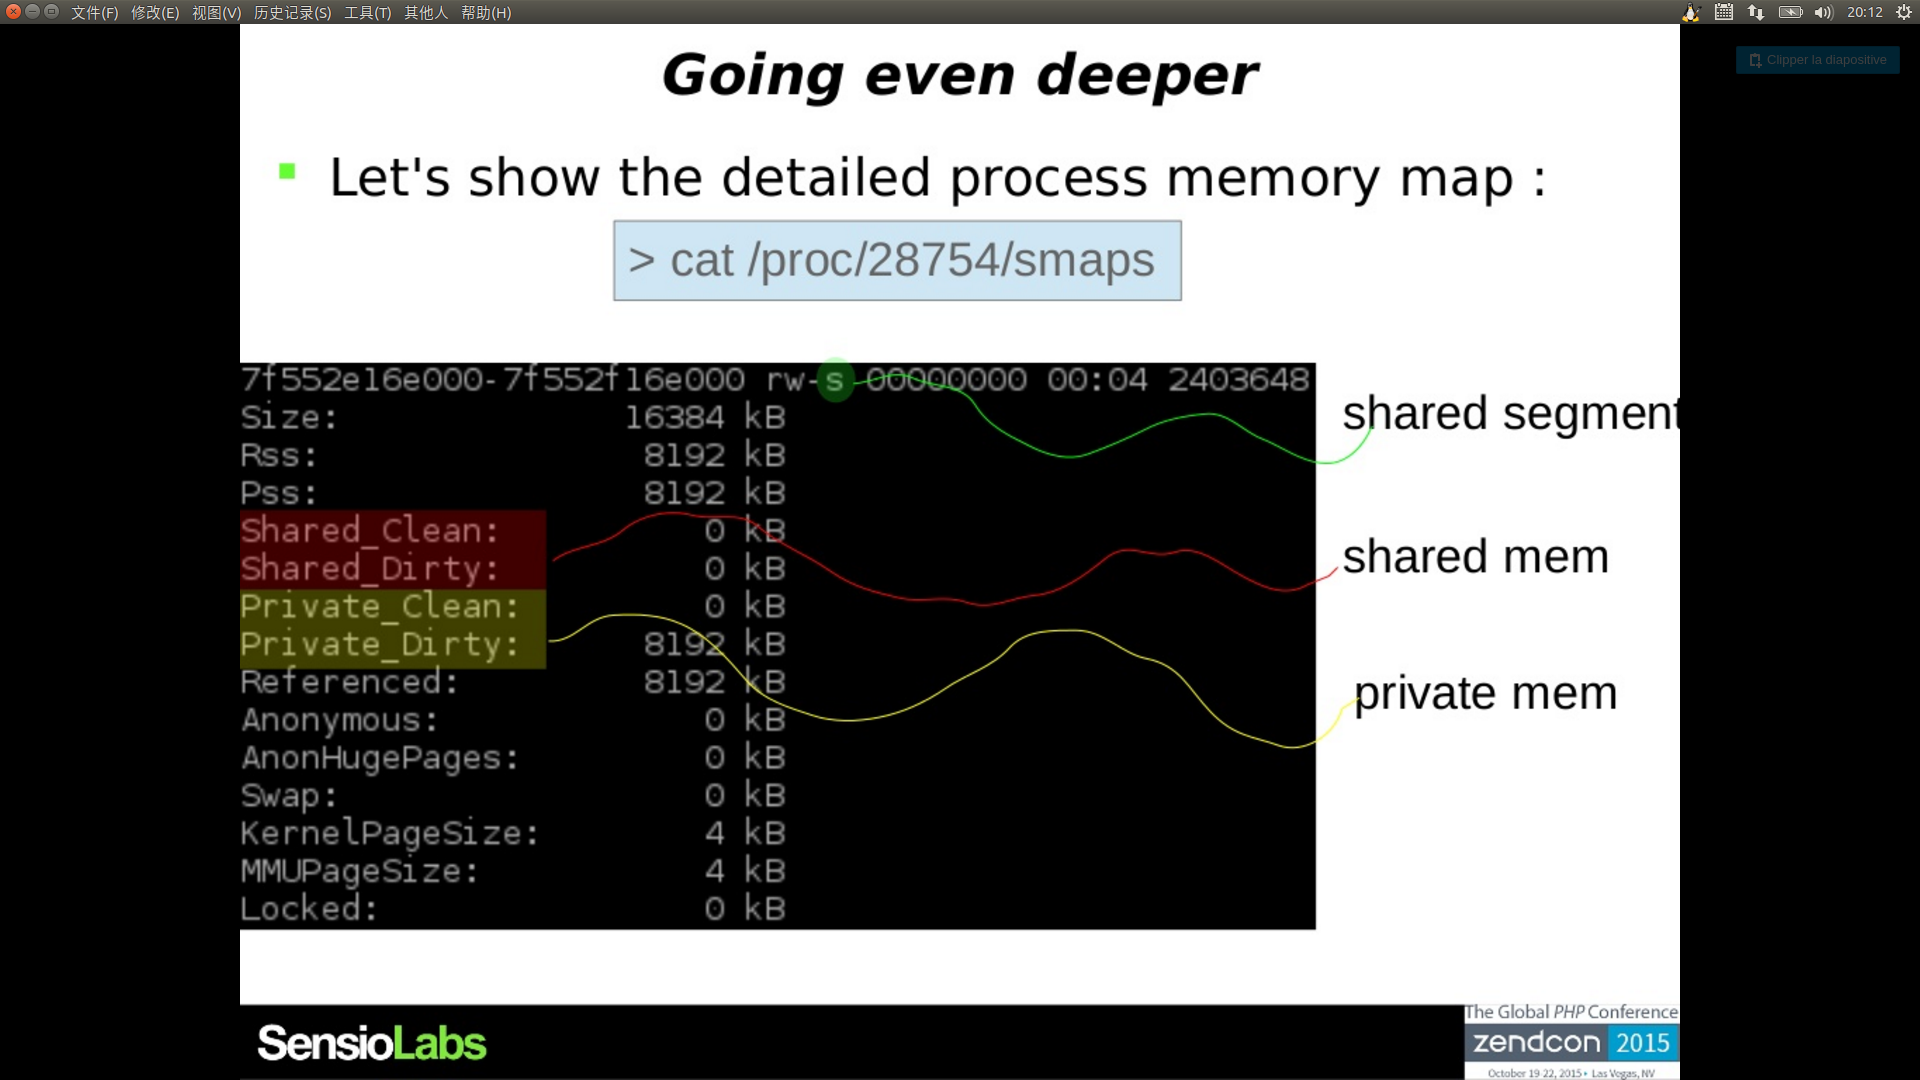 文件(F) 修改(E) 视图(V) 历史记录(S) 工具(T) 其他人 帮助(H) 20:12
Clipper la diapositive
Going even deeper
Let's show the detailed process memory map :
> cat /proc/28754/smaps
7f552e16e000-7f552f16e000 rw-s 00000000 00:04 2403648
Size: 16384 kB
Rss: 8192 kB
Pss: 8192 kB
Shared_Clean: 0 kB
Shared_Dirty: 0 kB
Private_Clean: 0 kB
Private_Dirty: 8192 kB
Referenced: 8192 kB
Anonymous: 0 kB
AnonHugePages: 0 kB
Swap: 0 kB
KernelPageSize: 4 kB
MMUPageSize: 4 kB
Locked: 0 kB
shared segment
shared mem
private mem
SensioLabs
The Global PHP Conference
zendcon 2015
October 19-22, 2015 • Las Vegas, NV